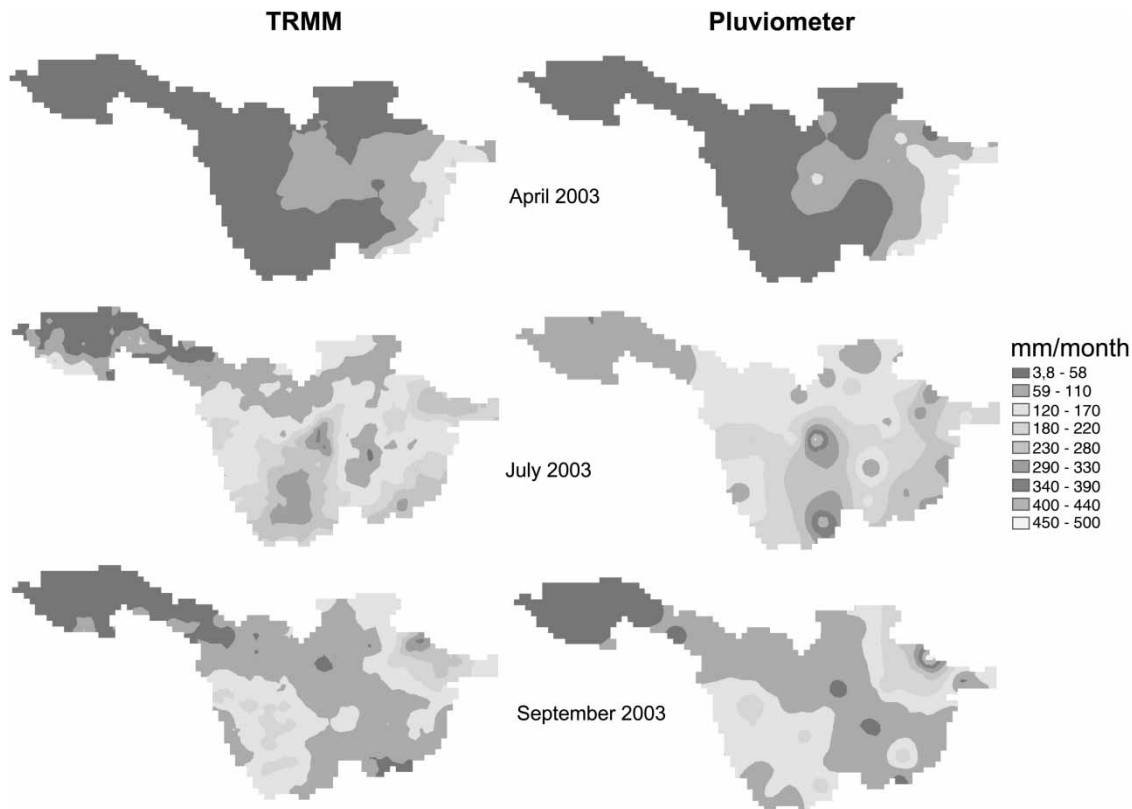 TRMM
Pluviometer
April 2003
July 2003
mm/month
3,8 - 58
59 - 110
120 - 170
180 - 220
230 - 280
290 - 330
340 - 390
400 - 440
450 - 500
September 2003